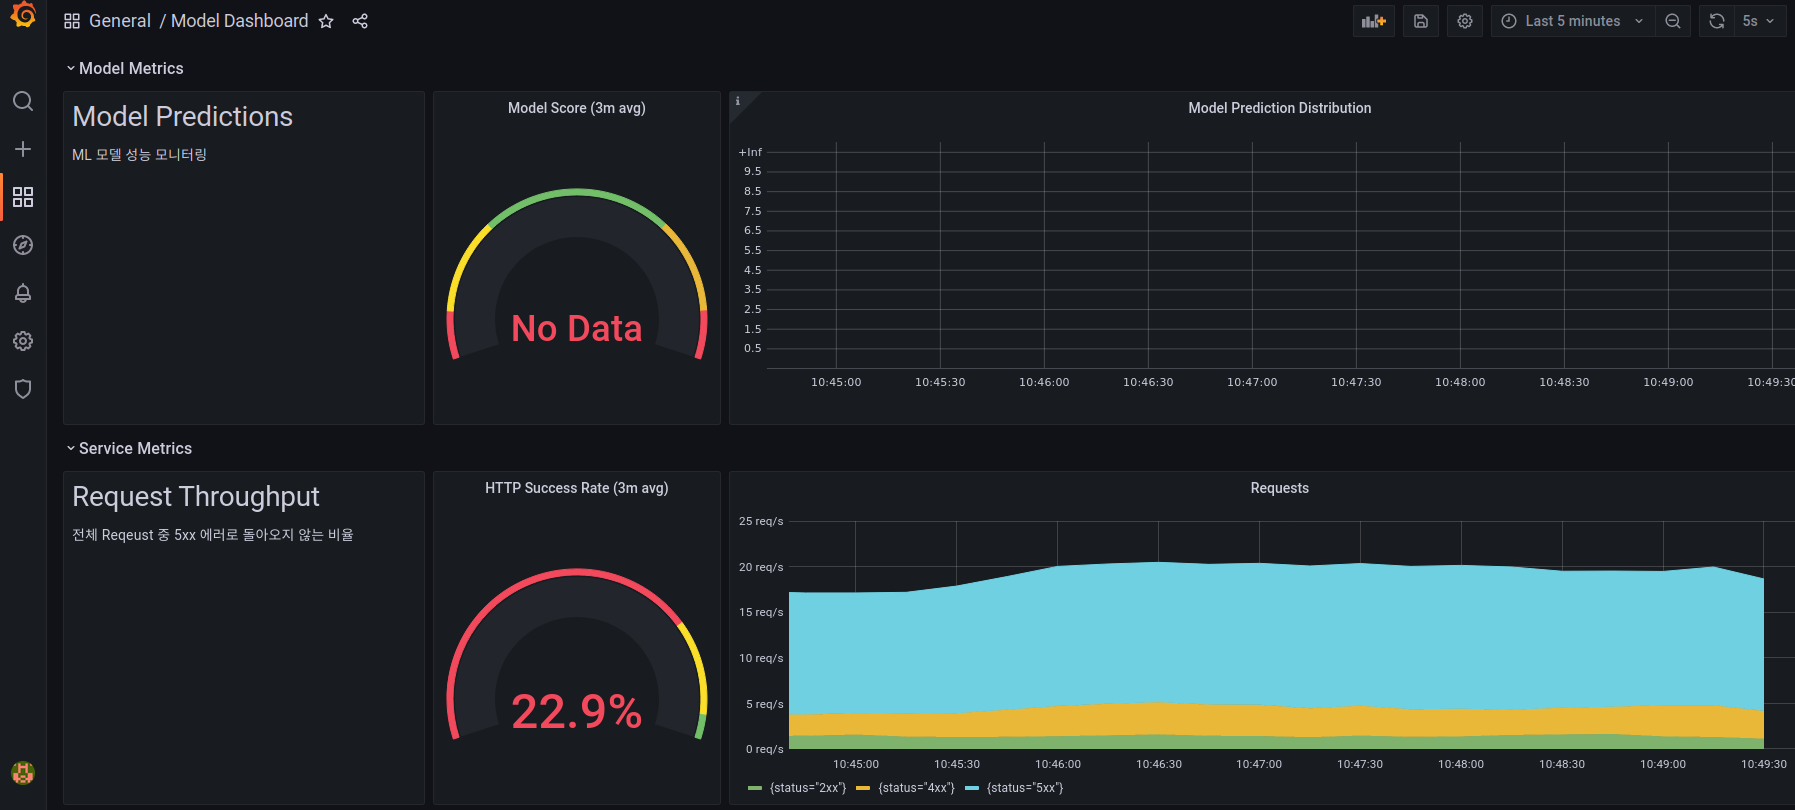 General / Model Dashboard
Last 5 minutes
5s
Model Metrics
Model Predictions
ML 모델 성능 모니터링
Model Score (3m avg)
No Data
i
Model Prediction Distribution
+Inf
9.5
8.5
7.5
6.5
5.5
4.5
3.5
2.5
1.5
0.5
10:45:00 10:45:30 10:46:00 10:46:30 10:47:00 10:47:30 10:48:00 10:48:30 10:49:00 10:49:30
Service Metrics
Request Throughput
전체 Reqeust 중 5xx 에러로 돌아오지 않는 비율
HTTP Success Rate (3m avg)
22.9%
Requests
25 req/s
20 req/s
15 req/s
10 req/s
5 req/s
0 req/s
10:45:00 10:45:30 10:46:00 10:46:30 10:47:00 10:47:30 10:48:00 10:48:30 10:49:00 10:49:30
{status="2xx"} {status="4xx"} {status="5xx"}